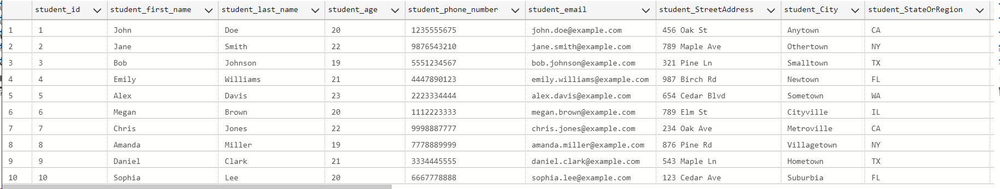 student_id student_first_name student_last_name student_age student_phone_number student_email student_StreetAddress student_City student_StateOrRegion
1 1 John Doe 20 1235555675 john.doe@example.com 456 Oak St Anytown CA
2 2 Jane Smith 22 9876543210 jane.smith@example.com 789 Maple Ave Othertown NY
3 3 Bob Johnson 19 5551234567 bob.johnson@example.com 321 Pine Ln Smalltown TX
4 4 Emily Williams 21 4447890123 emily.williams@example.com 987 Birch Rd Newtown FL
5 5 Alex Davis 23 2223334444 alex.davis@example.com 654 Cedar Blvd Sometown WA
6 6 Megan Brown 20 1112223333 megan.brown@example.com 789 Elm St Cityville IL
7 7 Chris Jones 22 9998887777 chris.jones@example.com 234 Oak Ave Metroville CA
8 8 Amanda Miller 19 7778889999 amanda.miller@example.com 876 Pine Rd Villagetown NY
9 9 Daniel Clark 21 3334445555 daniel.clark@example.com 543 Maple Ln Hometown TX
10 10 Sophia Lee 20 6667778888 sophia.lee@example.com 123 Cedar Ave Suburbia FL